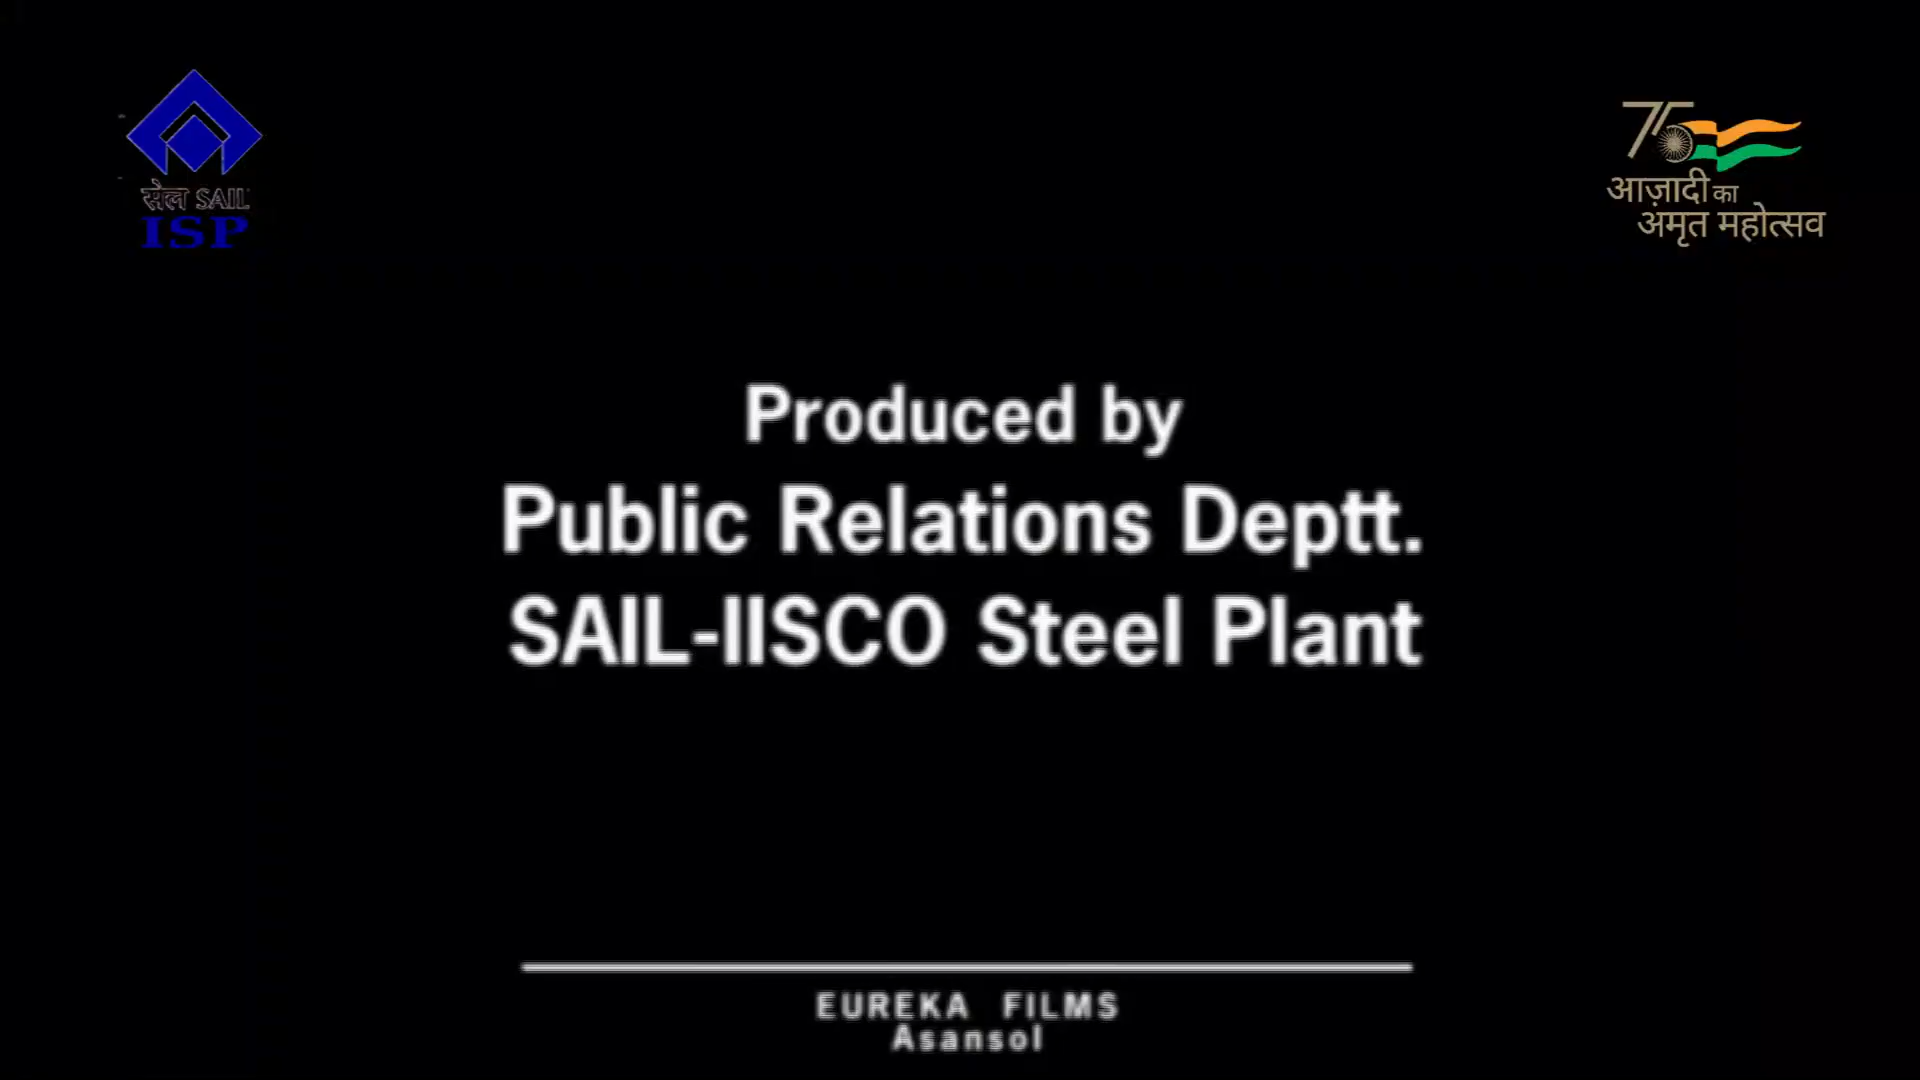 सेल SAIL
ISP
75
आज़ादी का
अमृत महोत्सव
Produced by
Public Relations Deptt.
SAIL-IISCO Steel Plant
EUREKA FILMS
Asansol